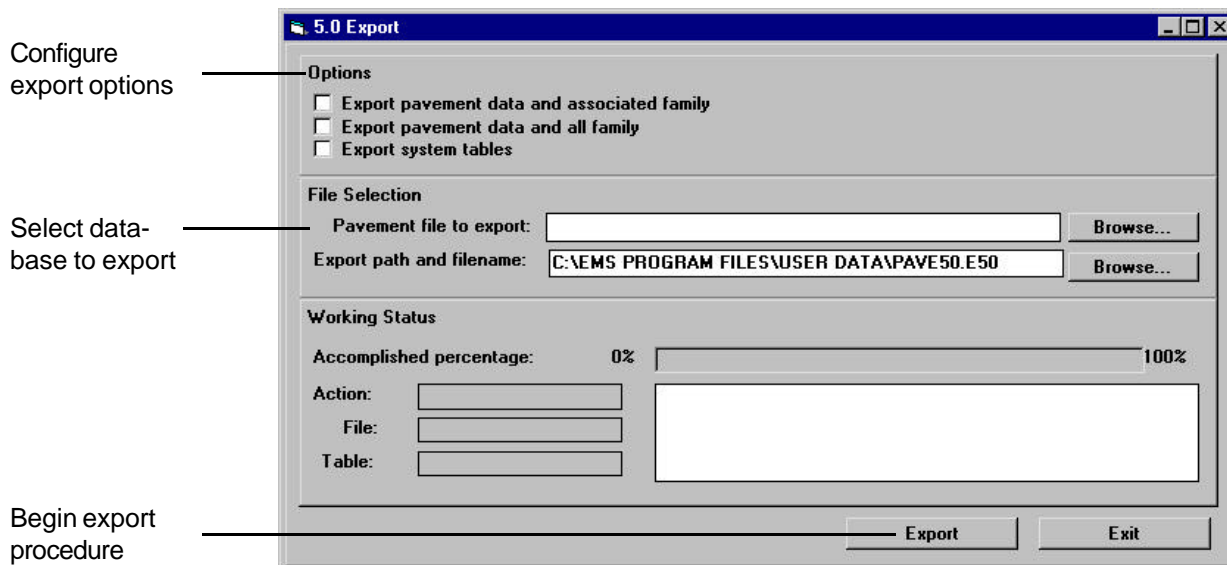 5.0 Export
Configure
export options
Options
Export pavement data and associated family
Export pavement data and all family
Export system tables
File Selection
Select data-
base to export
Pavement file to export:
Browse...
Export path and filename:
C:\EMS PROGRAM FILES\USER DATA\PAVE50.E50
Browse...
Working Status
Accomplished percentage:
0%
100%
Action:
File:
Table:
Begin export
procedure
Export
Exit